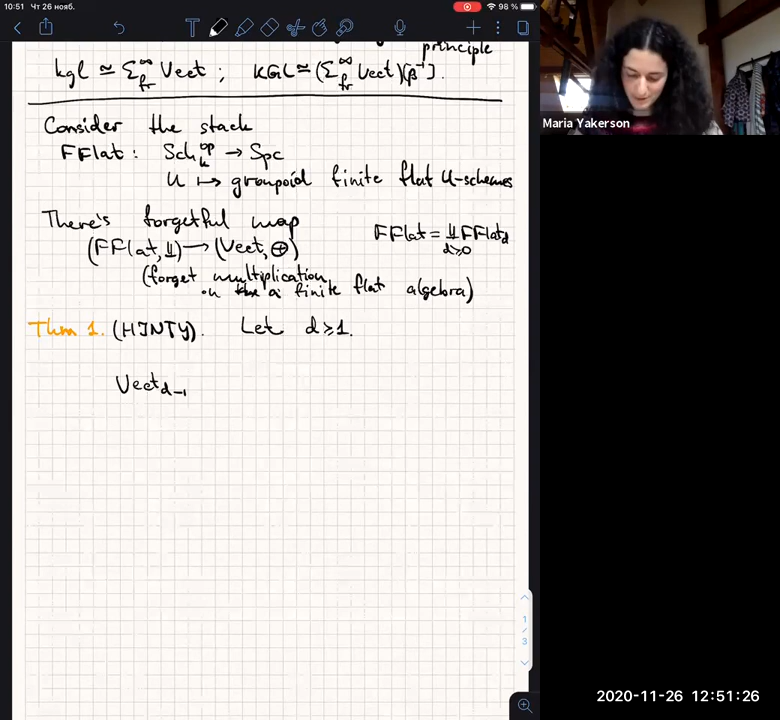 10:51 Чт 26 нояб.
98 %
principle
kgl ≃ Σ^∞_fr Vect ; KGL ≃ (Σ^∞_fr Vect)[β⁻¹].
Consider the stack
FFlat : Sch_k^op → Spc
U ↦ groupoid finite flat U-schemes
There's forgetful map
(FFlat, ⨿) → (Vect, ⊕)
FFlat = ⨿_{d≥0} FFlat_d
(forget multiplication
on a finite flat algebra)
Thm 1. (HJNTY). Let d ≥ 1.
Vect_{d-1}
Maria Yakerson
1
/
3
2020-11-26 12:51:26